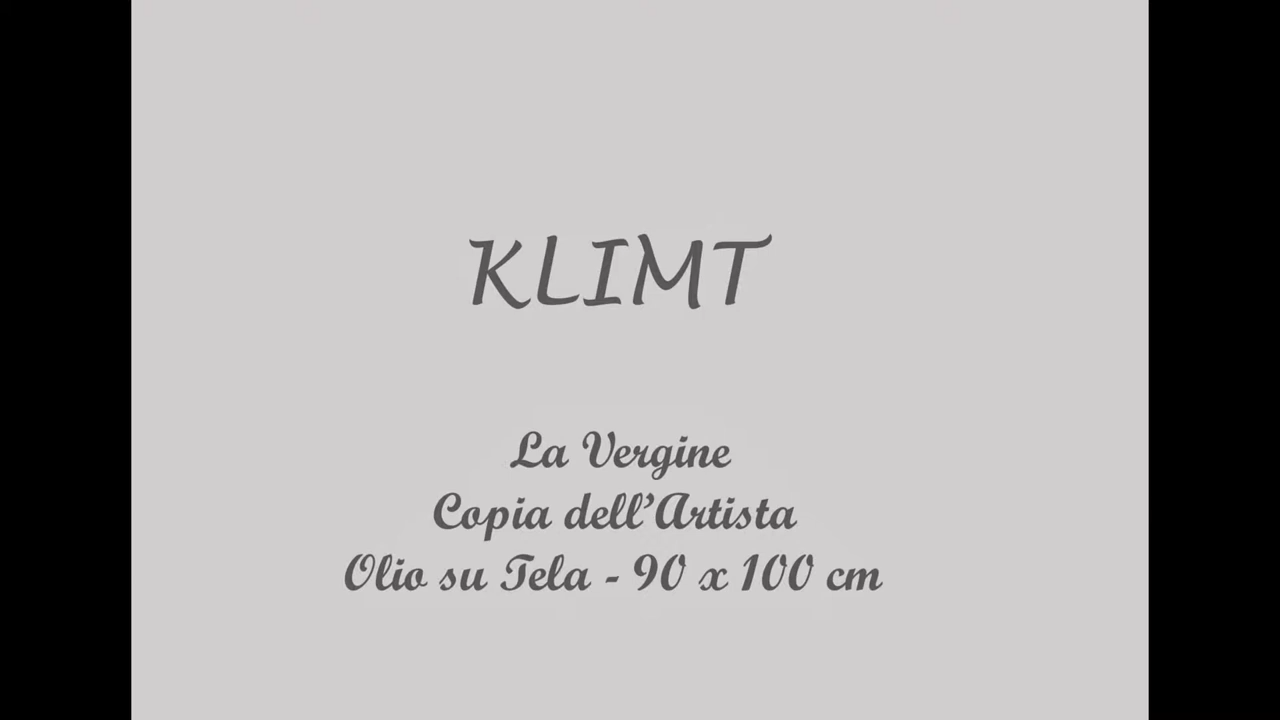 KLIMT
La Vergine
Copia dell'Artista
Olio su Tela - 90 x 100 cm